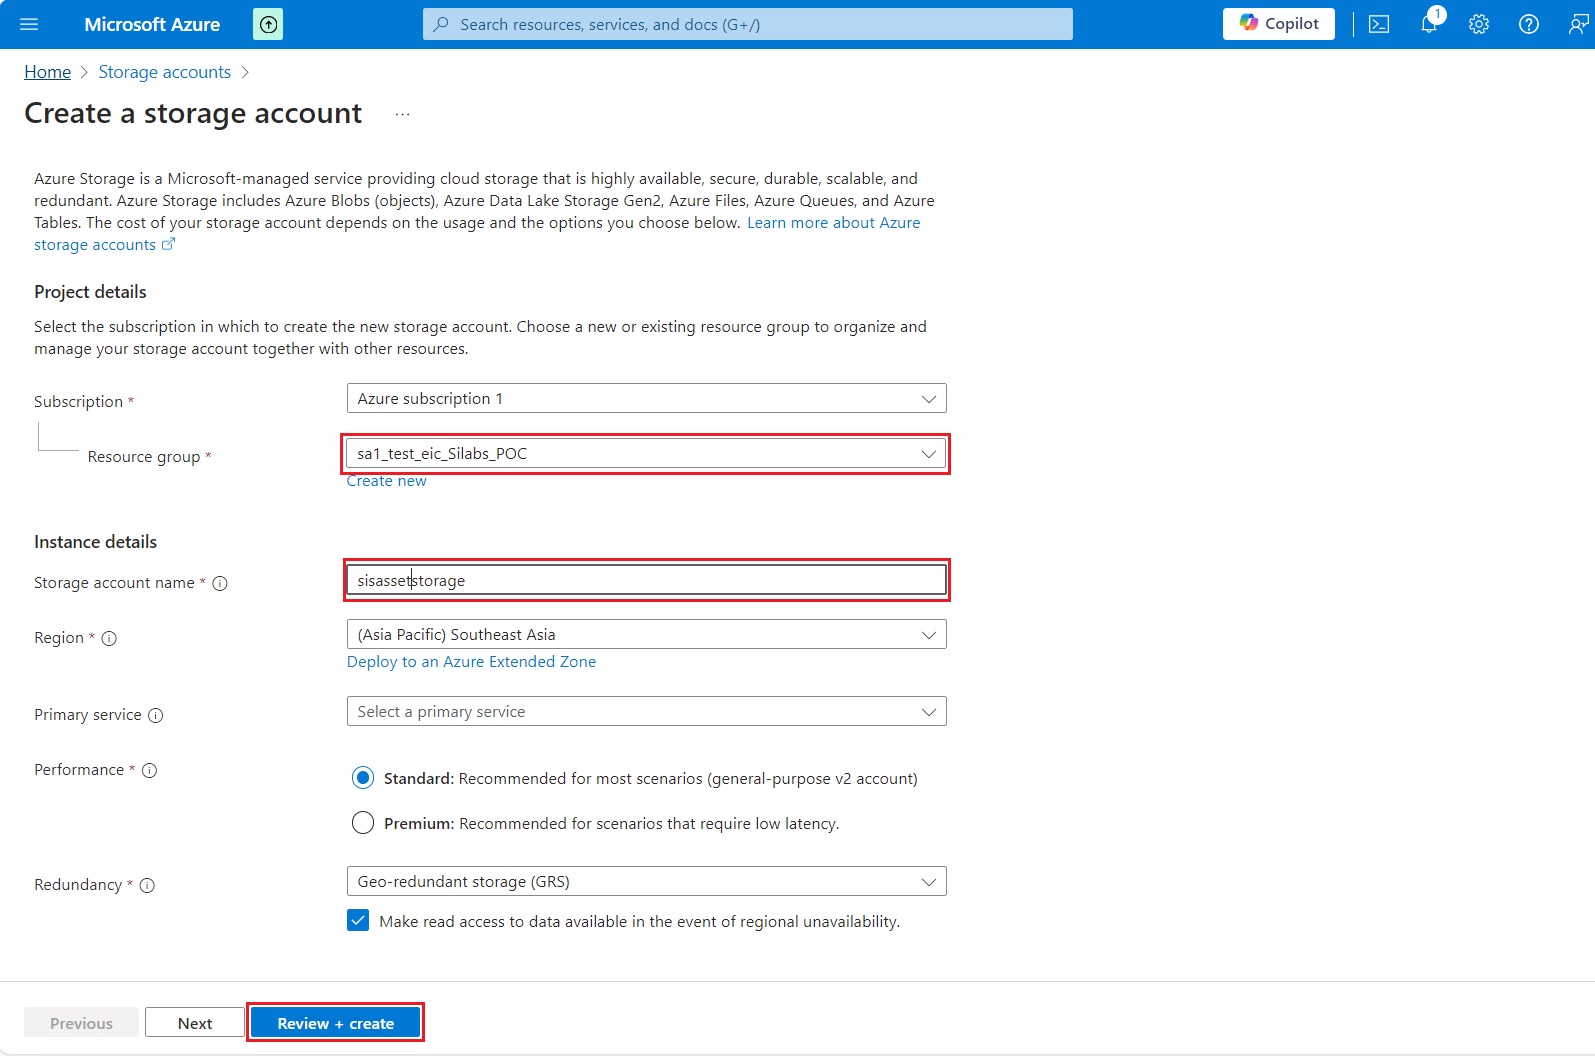 Microsoft Azure
Search resources, services, and docs (G+/)
Copilot
1
Home > Storage accounts >
Create a storage account ...
Azure Storage is a Microsoft-managed service providing cloud storage that is highly available, secure, durable, scalable, and
redundant. Azure Storage includes Azure Blobs (objects), Azure Data Lake Storage Gen2, Azure Files, Azure Queues, and Azure
Tables. The cost of your storage account depends on the usage and the options you choose below. Learn more about Azure
storage accounts
Project details
Select the subscription in which to create the new storage account. Choose a new or existing resource group to organize and
manage your storage account together with other resources.
Subscription *
Azure subscription 1
Resource group *
sa1_test_eic_Silabs_POC
Create new
Instance details
Storage account name *
sisassetstorage
Region *
(Asia Pacific) Southeast Asia
Deploy to an Azure Extended Zone
Primary service
Select a primary service
Performance *
Standard: Recommended for most scenarios (general-purpose v2 account)
Premium: Recommended for scenarios that require low latency.
Redundancy *
Geo-redundant storage (GRS)
Make read access to data available in the event of regional unavailability.
Previous
Next
Review + create